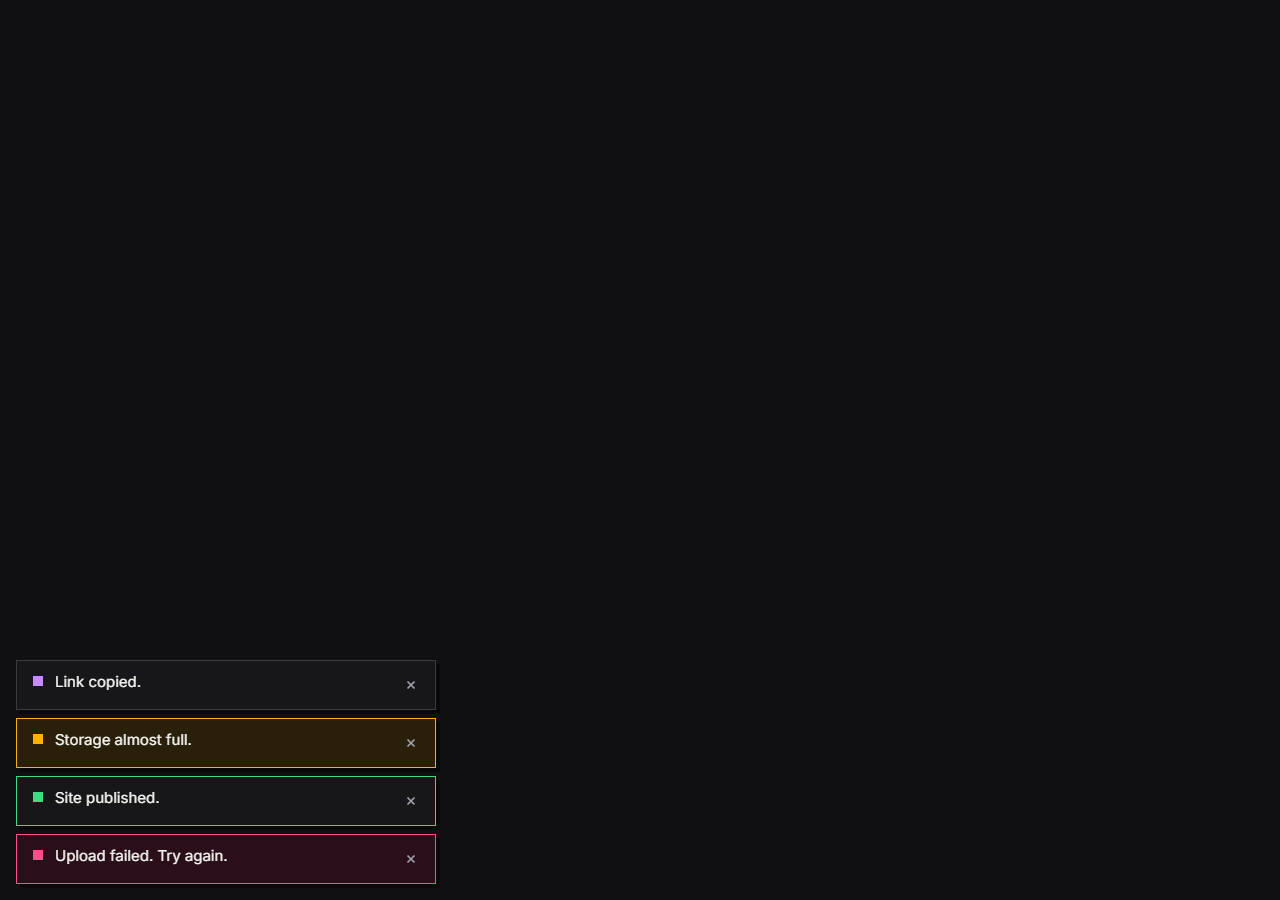 Link copied.
Storage almost full.
Site published.
Upload failed. Try again.